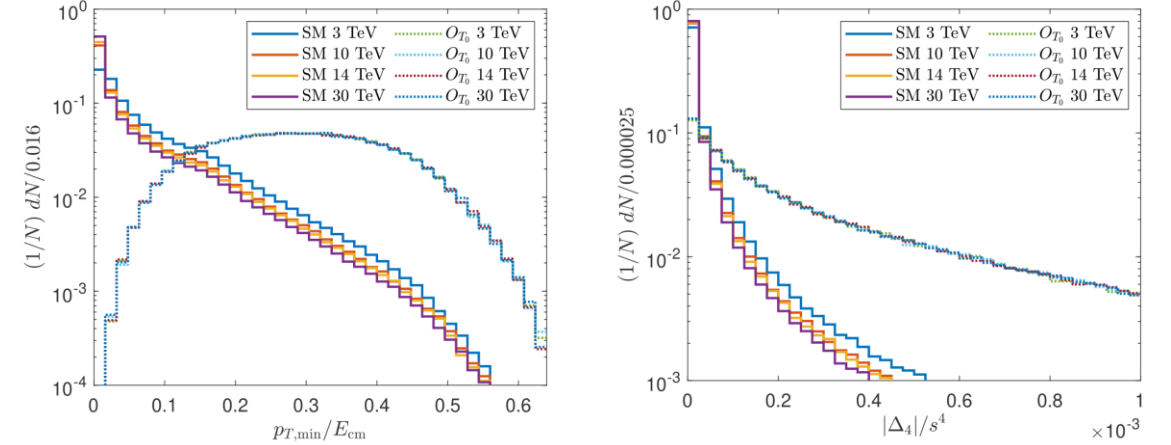 10^0
10^{-1}
10^{-2}
10^{-3}
10^{-4}
(1/N) dN/0.016
SM 3 TeV
SM 10 TeV
SM 14 TeV
SM 30 TeV
O_{T_0} 3 TeV
O_{T_0} 10 TeV
O_{T_0} 14 TeV
O_{T_0} 30 TeV
0 0.1 0.2 0.3 0.4 0.5 0.6
p_{T,min}/E_{cm}
10^0
10^{-1}
10^{-2}
10^{-3}
(1/N) dN/0.000025
SM 3 TeV
SM 10 TeV
SM 14 TeV
SM 30 TeV
O_{T_0} 3 TeV
O_{T_0} 10 TeV
O_{T_0} 14 TeV
O_{T_0} 30 TeV
0 0.2 0.4 0.6 0.8 1
|Δ_4|/s^4
×10^{-3}